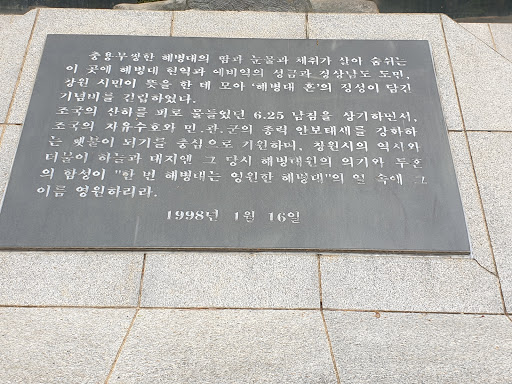 충용무쌍한 해병대의 땀과 눈물과 체취가 살아 숨쉬는
이 곳에 해병대 현역과 예비역의 성금과 경상남도 도민,
창원 시민이 뜻을 한 데 모아 '해병대 혼'의 정성이 담긴
기념비를 건립하였다.
조국의 산하를 피로 물들였던 6.25 남침을 상기하면서,
조국의 자유수호와 민.관.군의 총력 안보태세를 강화하
는 횃불이 되기를 충심으로 기원하며, 창원시의 역사와
더불어 하늘과 대지엔 그 당시 해병대원의 의기와 투혼
의 함성이 "한 번 해병대는 영원한 해병대"의 얼 속에 그
이름 영원하리라.
1998년 1월 16일